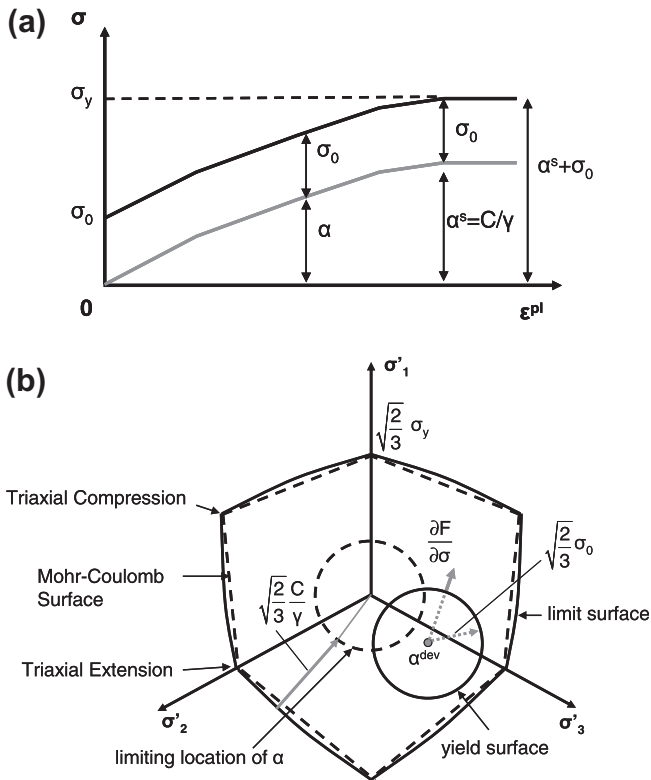 (a)
σ
σy
σ0
σ0
σ0
α
αˢ=C/γ
αˢ+σ0
0
εᵖˡ
(b)
σ'1
√2/3 σy
Triaxial Compression
∂F/∂σ
√2/3 σ0
Mohr-Coulomb
Surface
√2/3 C/γ
limit surface
αᵈᵉᵛ
Triaxial Extension
σ'2
σ'3
limiting location of α
yield surface